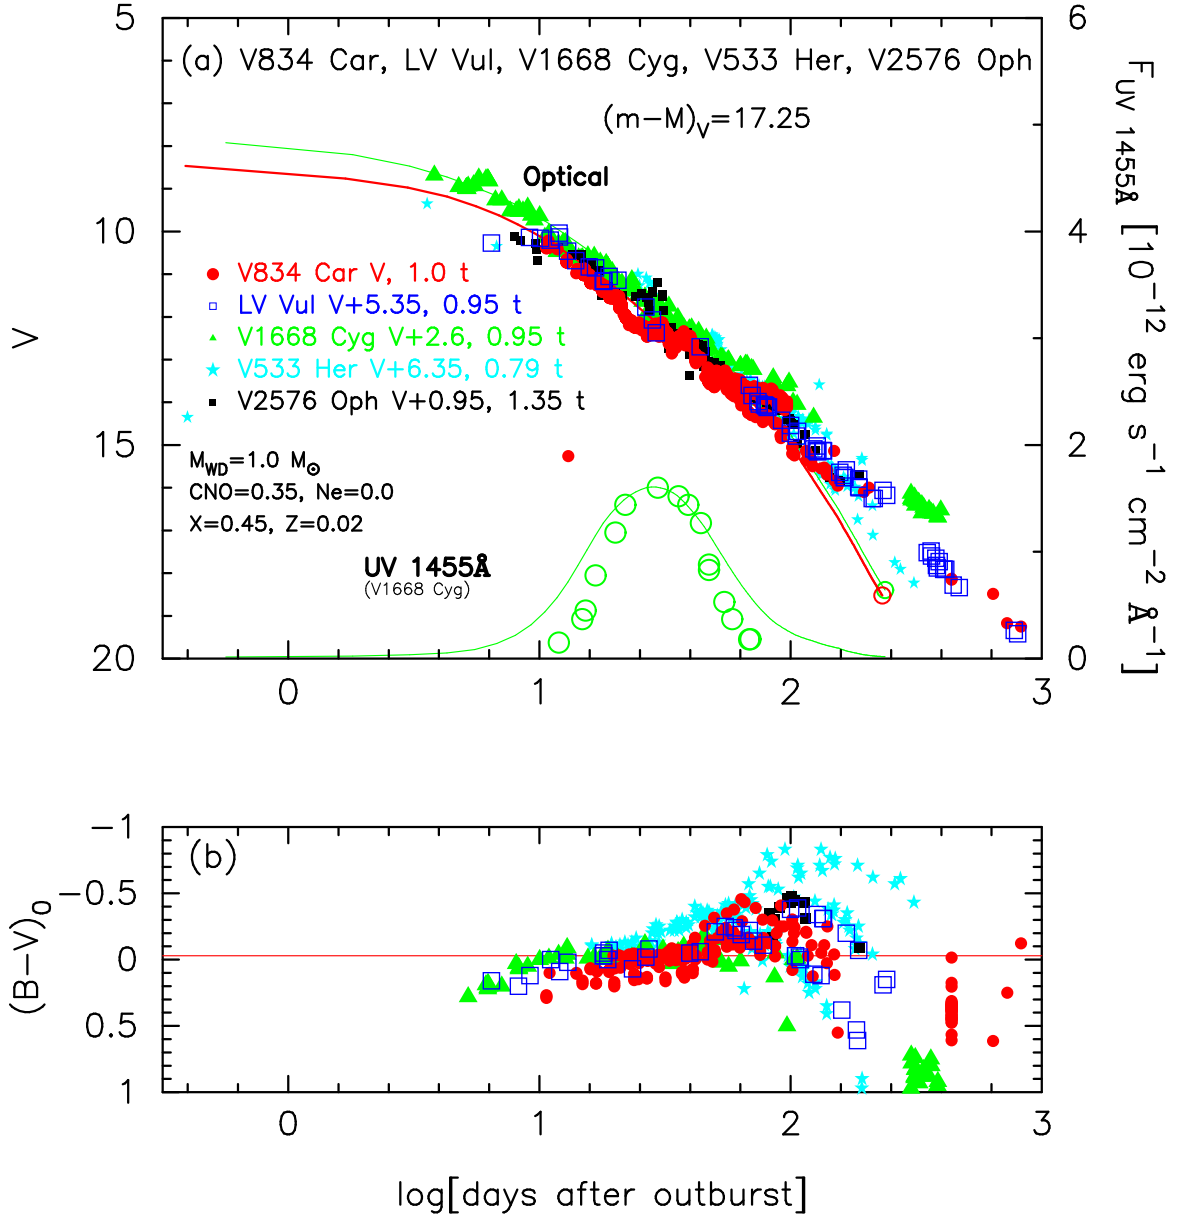 5
10
15
20
V
(a) V834 Car, LV Vul, V1668 Cyg, V533 Her, V2576 Oph
(m−M)V=17.25
Optical
V834 Car V, 1.0 t
LV Vul V+5.35, 0.95 t
V1668 Cyg V+2.6, 0.95 t
V533 Her V+6.35, 0.79 t
V2576 Oph V+0.95, 1.35 t
MWD=1.0 M⊙
CNO=0.35, Ne=0.0
X=0.45, Z=0.02
UV 1455Å
(V1668 Cyg)
6
4
2
0
FUV 1455Å [10−12 erg s−1 cm−2 Å−1]
0 1 2 3
(b)
−1
−0.5
0
0.5
1
(B−V)0
0 1 2 3
log[days after outburst]